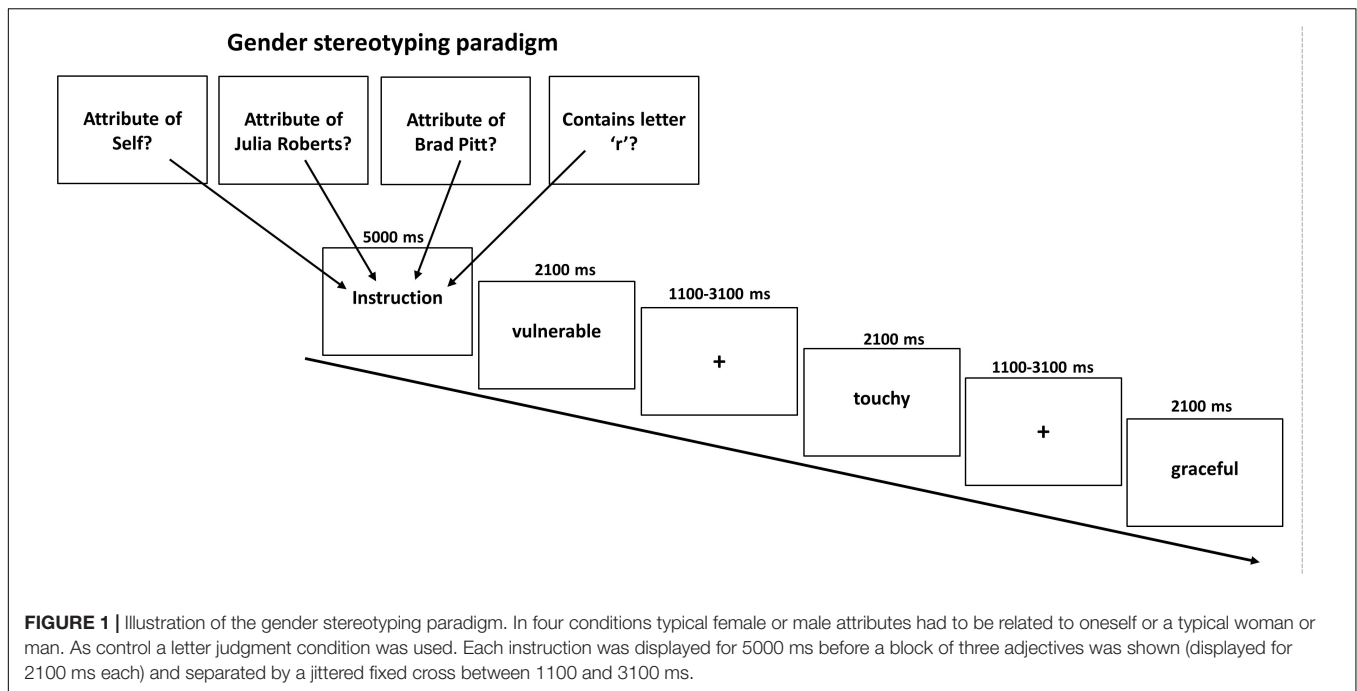 Gender stereotyping paradigm
Attribute of
Self?
Attribute of
Julia Roberts?
Attribute of
Brad Pitt?
Contains letter
‘r’?
5000 ms
Instruction
2100 ms
vulnerable
1100-3100 ms
+
2100 ms
touchy
1100-3100 ms
+
2100 ms
graceful
FIGURE 1 | Illustration of the gender stereotyping paradigm. In four conditions typical female or male attributes had to be related to oneself or a typical woman or
man. As control a letter judgment condition was used. Each instruction was displayed for 5000 ms before a block of three adjectives was shown (displayed for
2100 ms each) and separated by a jittered fixed cross between 1100 and 3100 ms.